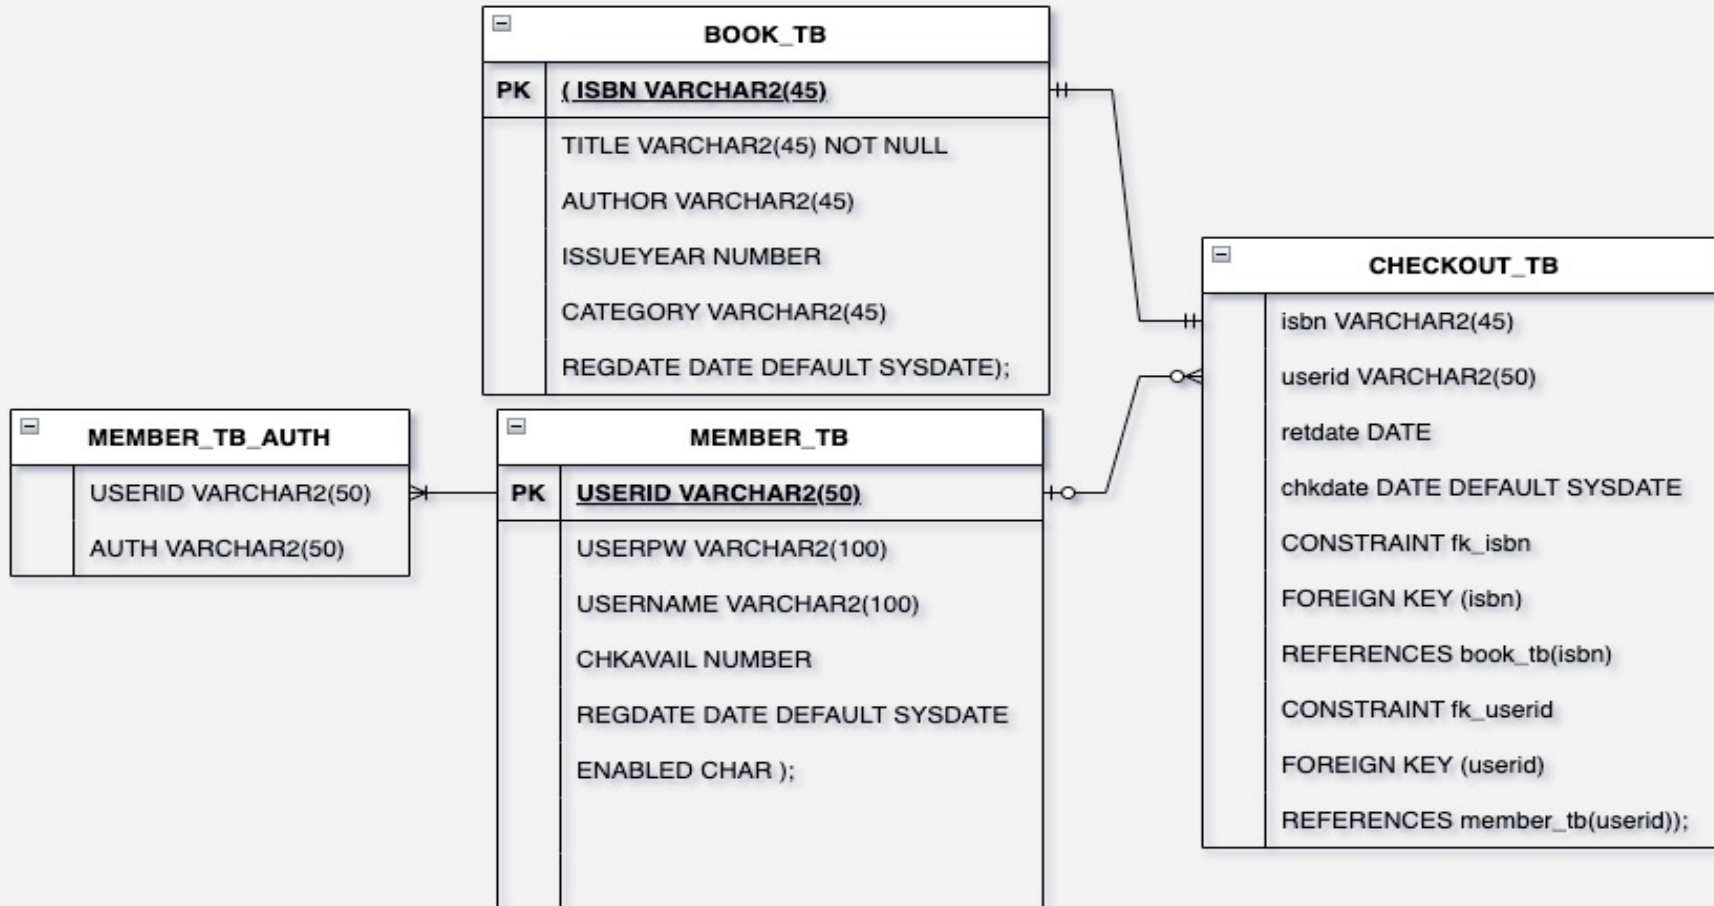 BOOK_TB
PK ( ISBN VARCHAR2(45)
TITLE VARCHAR2(45) NOT NULL
AUTHOR VARCHAR2(45)
ISSUEYEAR NUMBER
CATEGORY VARCHAR2(45)
REGDATE DATE DEFAULT SYSDATE);
MEMBER_TB_AUTH
USERID VARCHAR2(50)
AUTH VARCHAR2(50)
MEMBER_TB
PK USERID VARCHAR2(50)
USERPW VARCHAR2(100)
USERNAME VARCHAR2(100)
CHKAVAIL NUMBER
REGDATE DATE DEFAULT SYSDATE
ENABLED CHAR );
CHECKOUT_TB
isbn VARCHAR2(45)
userid VARCHAR2(50)
retdate DATE
chkdate DATE DEFAULT SYSDATE
CONSTRAINT fk_isbn
FOREIGN KEY (isbn)
REFERENCES book_tb(isbn)
CONSTRAINT fk_userid
FOREIGN KEY (userid)
REFERENCES member_tb(userid));